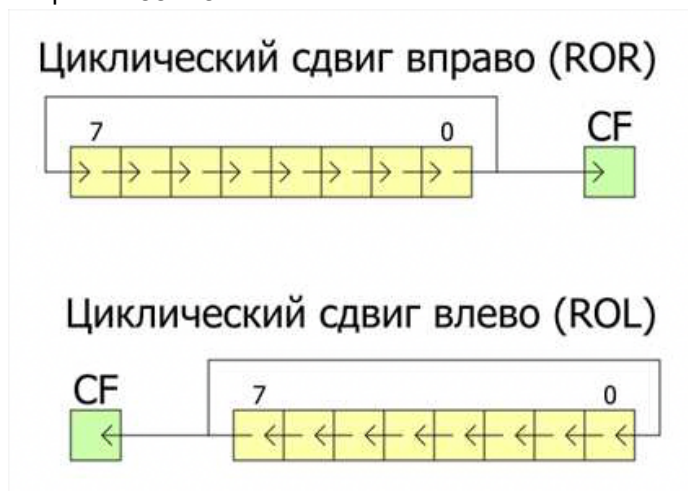 Циклический сдвиг вправо (ROR)
7 0 CF
Циклический сдвиг влево (ROL)
CF 7 0